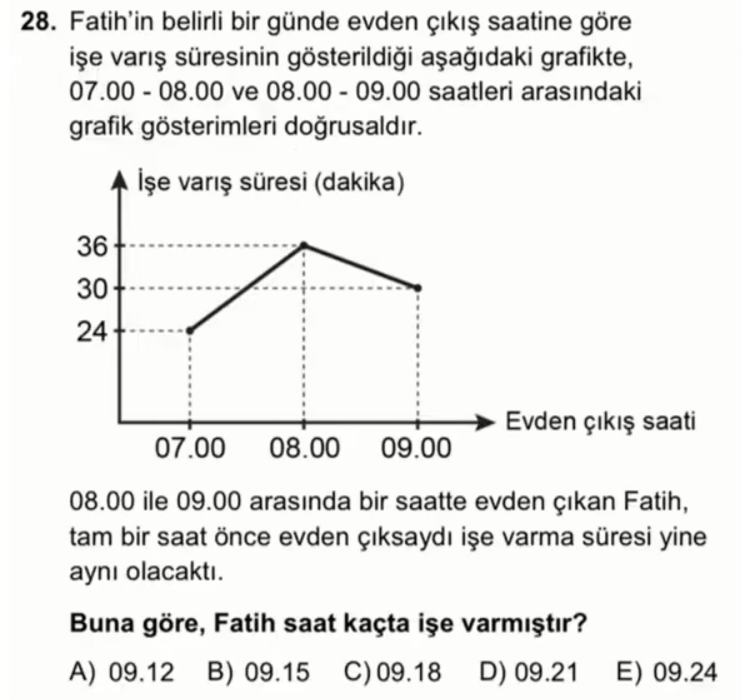 28. Fatih'in belirli bir günde evden çıkış saatine göre
işe varış süresinin gösterildiği aşağıdaki grafikte,
07.00 - 08.00 ve 08.00 - 09.00 saatleri arasındaki
grafik gösterimleri doğrusaldır.
İşe varış süresi (dakika)
36
30
24
Evden çıkış saati
07.00 08.00 09.00
08.00 ile 09.00 arasında bir saatte evden çıkan Fatih,
tam bir saat önce evden çıksaydı işe varma süresi yine
aynı olacaktı.
Buna göre, Fatih saat kaçta işe varmıştır?
A) 09.12 B) 09.15 C) 09.18 D) 09.21 E) 09.24